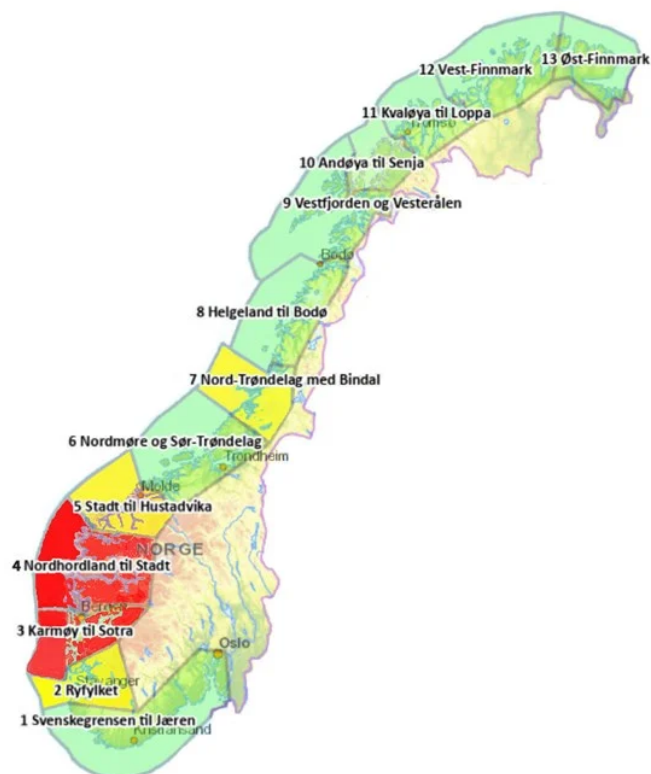 13 Øst-Finnmark
12 Vest-Finnmark
11 Kvaløya til Loppa
Tromsø
10 Andøya til Senja
9 Vestfjorden og Vesterålen
Bodø
8 Helgeland til Bodø
7 Nord-Trøndelag med Bindal
6 Nordmøre og Sør-Trøndelag
Trondheim
Molde
5 Stadt til Hustadvika
NORGE
4 Nordhordland til Stadt
Bergen
3 Karmøy til Sotra
Oslo
Stavanger
2 Ryfylket
1 Svenskegrensen til Jæren
Kristiansand